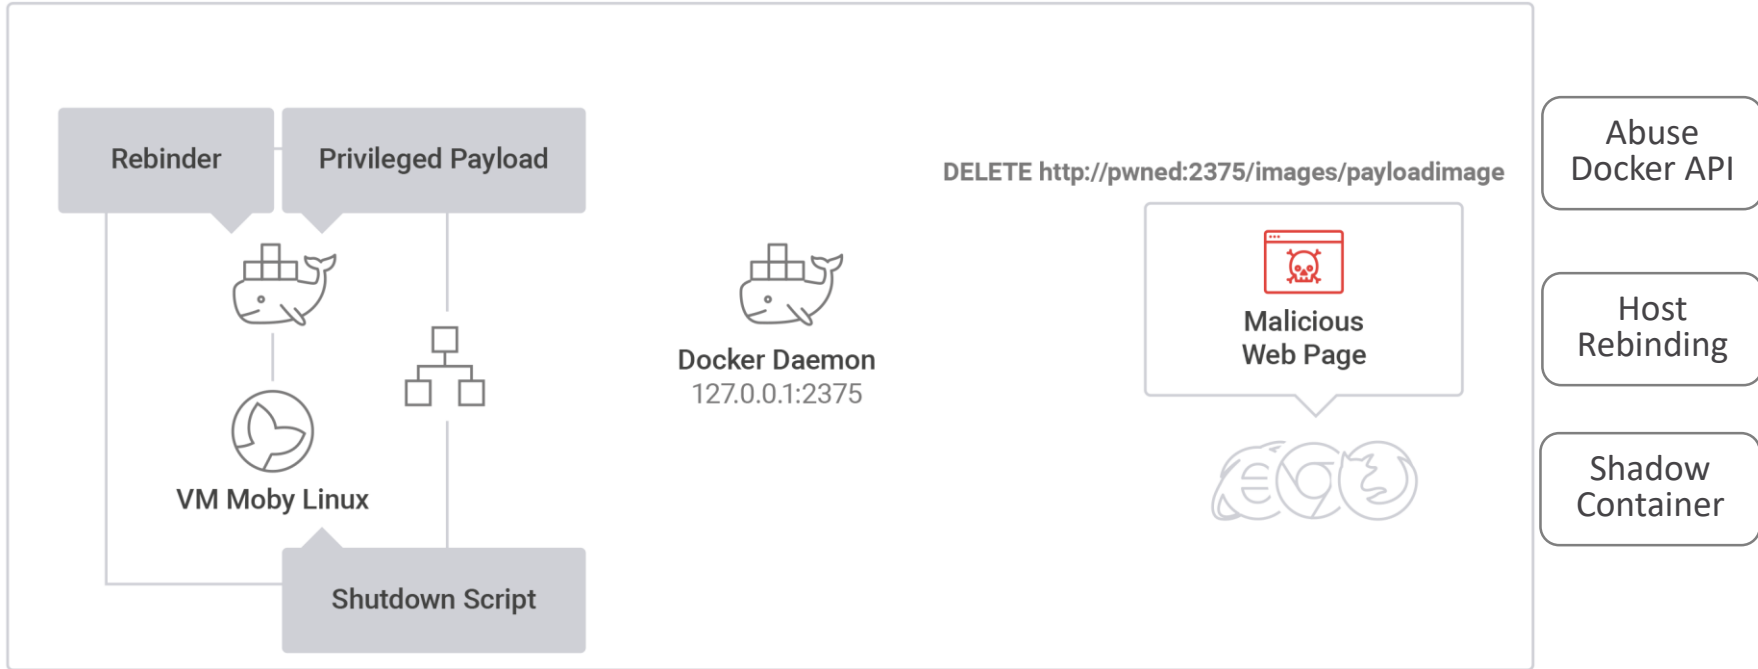 Rebinder
Privileged Payload
VM Moby Linux
Shutdown Script
Docker Daemon
127.0.0.1:2375
DELETE http://pwned:2375/images/payloadimage
Malicious
Web Page
Abuse
Docker API
Host
Rebinding
Shadow
Container